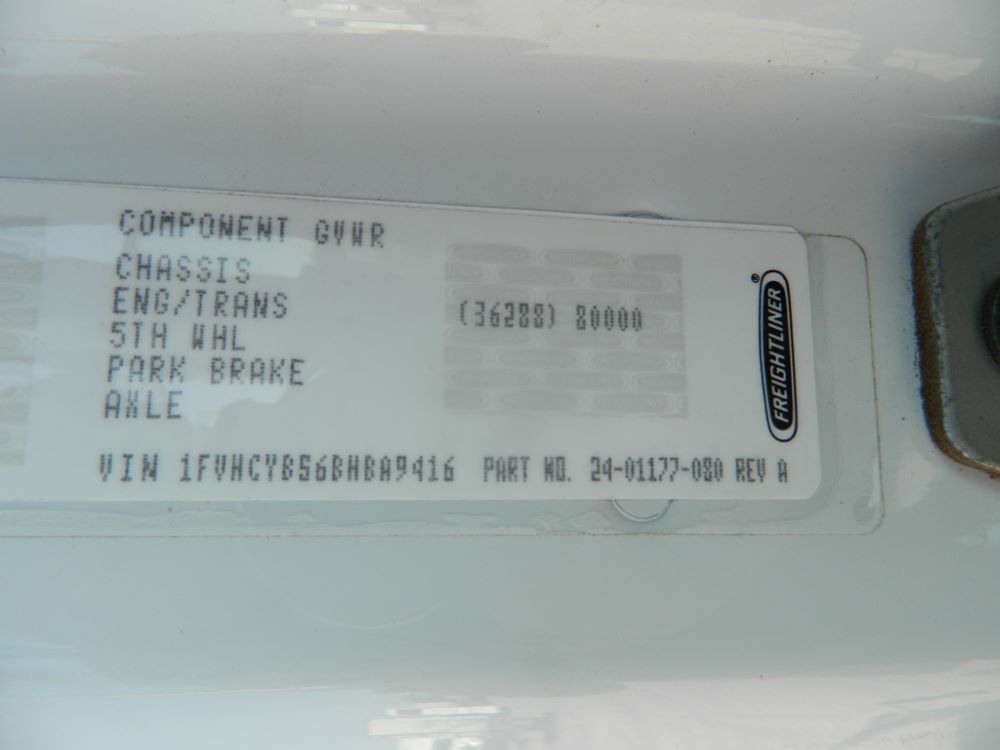 COMPONENT GVWR
CHASSIS
ENG/TRANS
(36288) 80000
5TH WHL
PARK BRAKE
AXLE
VIN 1FVHCYBS6BHBA9416 PART NO. 24-01177-080 REV A
FREIGHTLINER®